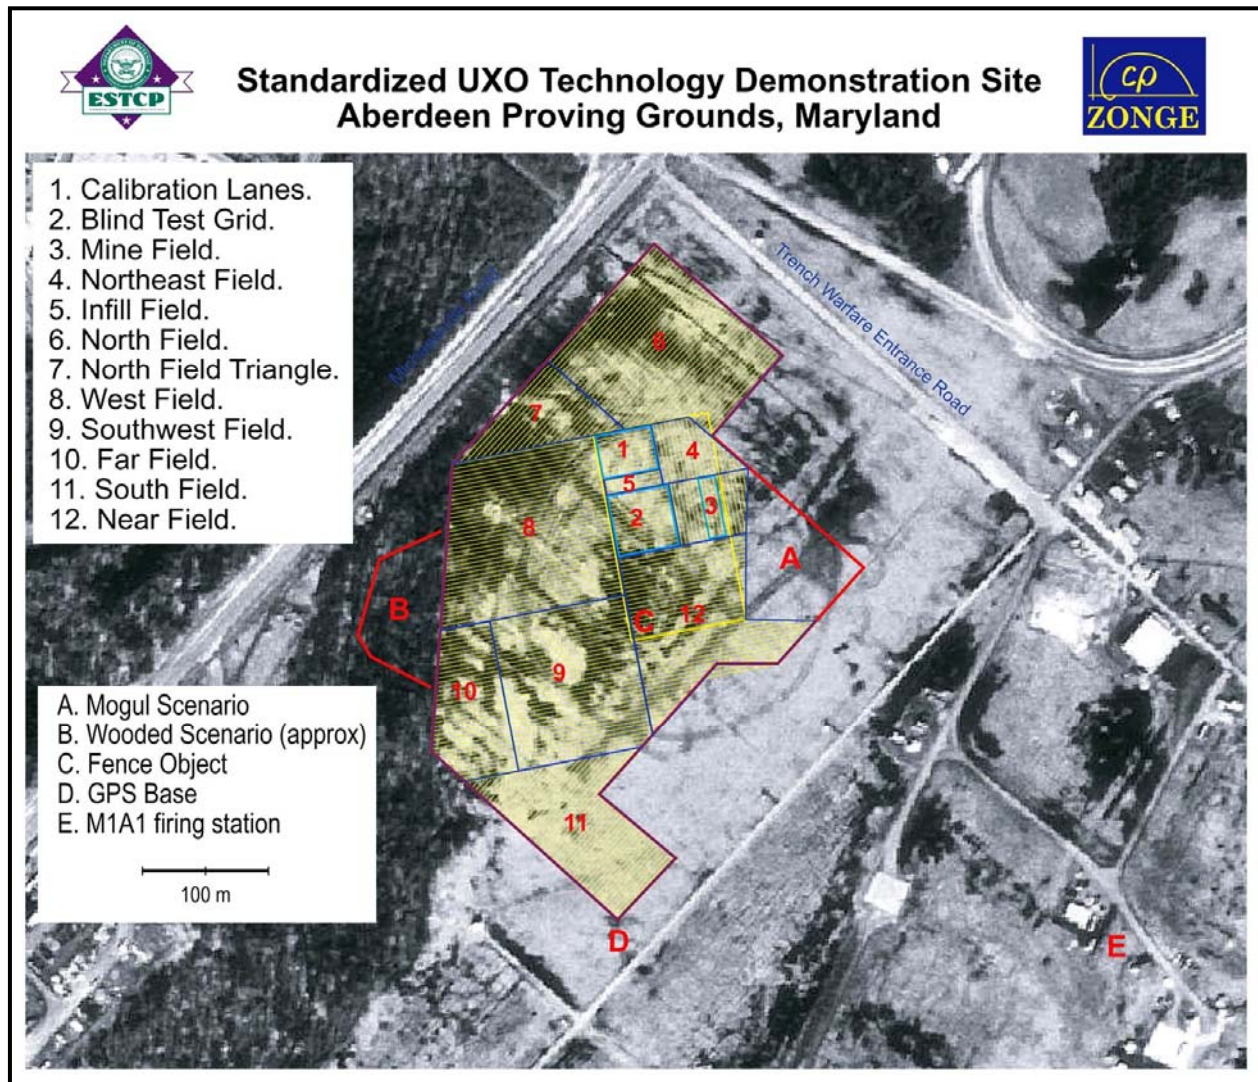 ESTCP
Standardized UXO Technology Demonstration Site
Aberdeen Proving Grounds, Maryland
cp
ZONGE
1. Calibration Lanes.
2. Blind Test Grid.
3. Mine Field.
4. Northeast Field.
5. Infill Field.
6. North Field.
7. North Field Triangle.
8. West Field.
9. Southwest Field.
10. Far Field.
11. South Field.
12. Near Field.
Trench Warfare Entrance Road
6
7
1
4
5
3
2
8
A
B
C
12
9
10
11
D
E
A. Mogul Scenario
B. Wooded Scenario (approx)
C. Fence Object
D. GPS Base
E. M1A1 firing station
100 m